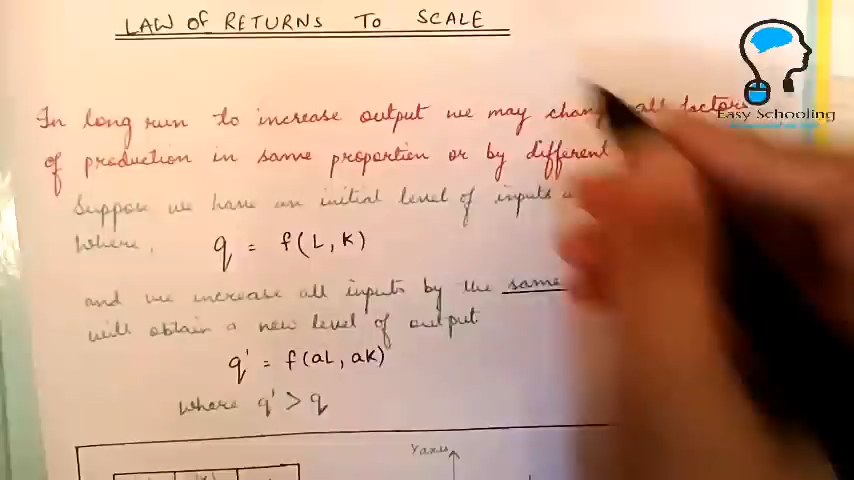 LAW OF RETURNS TO SCALE
Easy Schooling
In long run to increase output we may change all factors
of production in same proportion or by different
Suppose we have an initial level of inputs
where, q = f(L, K)
and we increase all inputs by the same
will obtain a new level of output
q' = f(aL, aK)
where q' > q
Y axis